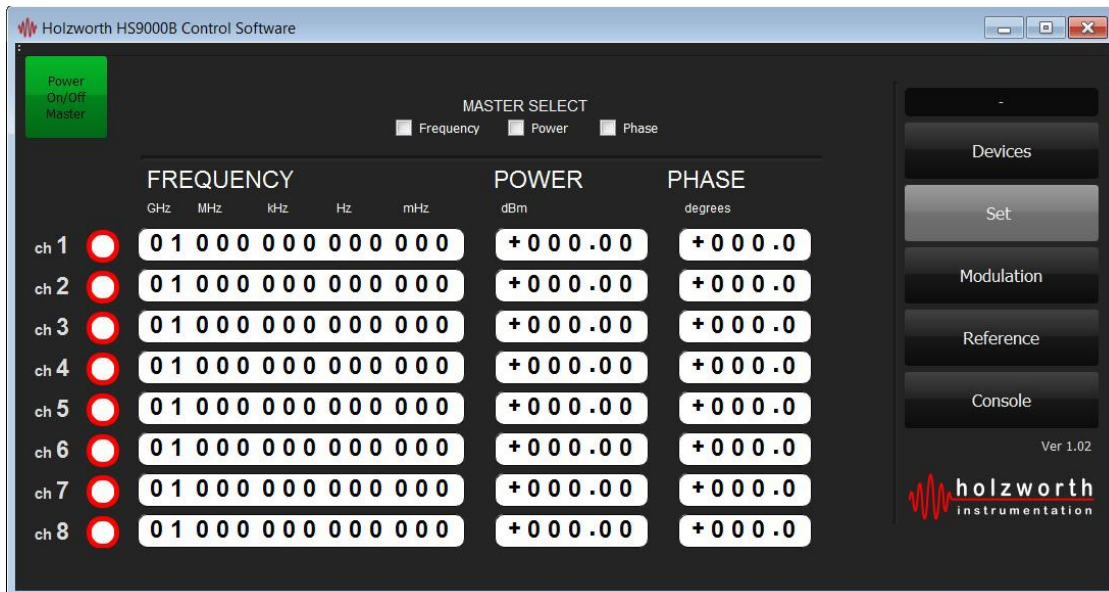 Holzworth HS9000B Control Software
Power
On/Off
Master
MASTER SELECT
Frequency Power Phase
FREQUENCY POWER PHASE
GHz MHz kHz Hz mHz dBm degrees
ch 1 01 000 000 000 000 +000.00 +000.0
ch 2 01 000 000 000 000 +000.00 +000.0
ch 3 01 000 000 000 000 +000.00 +000.0
ch 4 01 000 000 000 000 +000.00 +000.0
ch 5 01 000 000 000 000 +000.00 +000.0
ch 6 01 000 000 000 000 +000.00 +000.0
ch 7 01 000 000 000 000 +000.00 +000.0
ch 8 01 000 000 000 000 +000.00 +000.0
-
Devices
Set
Modulation
Reference
Console
Ver 1.02
holzworth
instrumentation